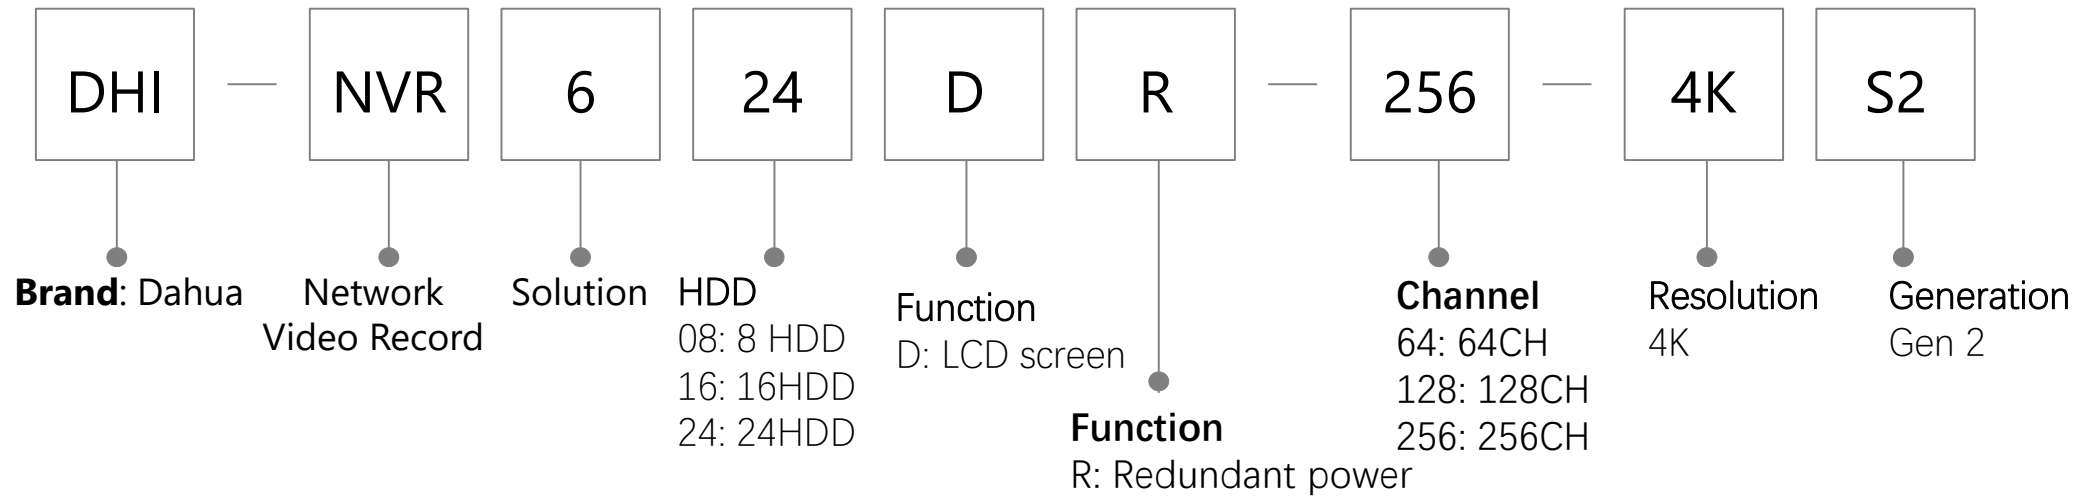 DHI — NVR 6 24 D R — 256 — 4K S2
Brand: Dahua
Network
Video Record
Solution
HDD
08: 8 HDD
16: 16HDD
24: 24HDD
Function
D: LCD screen
Function
R: Redundant power
Channel
64: 64CH
128: 128CH
256: 256CH
Resolution
4K
Generation
Gen 2